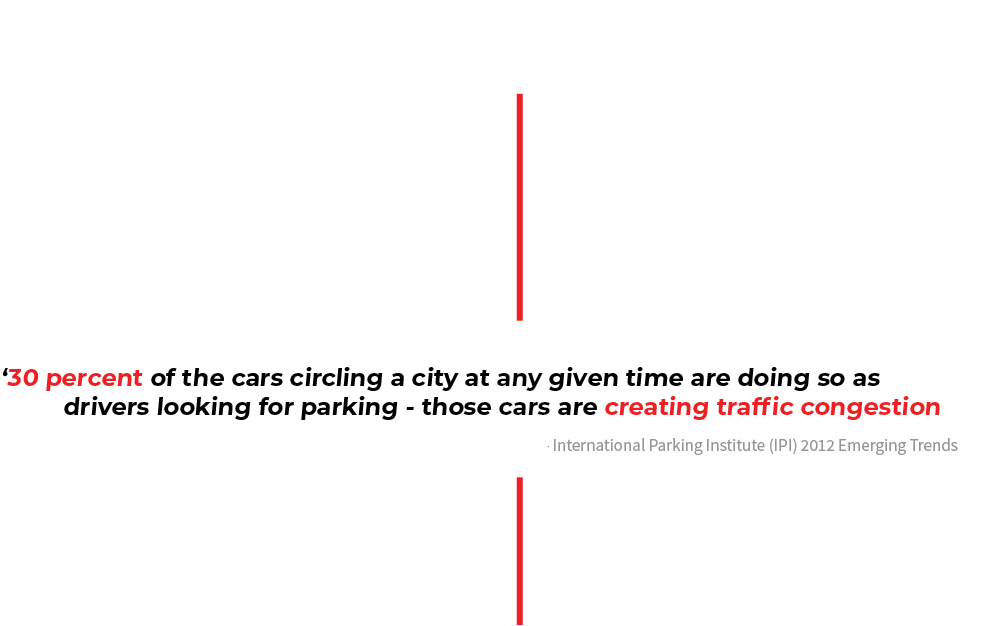 ‘30 percent of the cars circling a city at any given time are doing so as
drivers looking for parking - those cars are creating traffic congestion
· International Parking Institute (IPI) 2012 Emerging Trends